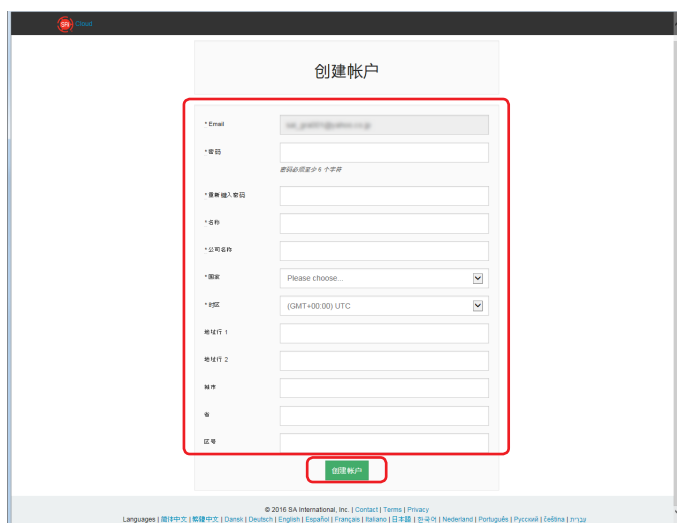 SAi Cloud
创建帐户
* Email
* 密码
密码必须至少 6 个字符
* 重新键入密码
* 名称
* 公司名称
* 国家 Please choose...
* 时区 (GMT+00:00) UTC
地址行 1
地址行 2
城市
省
区号
创建帐户
© 2016 SA International, Inc. | Contact | Terms | Privacy
Languages | 简体中文 | 繁體中文 | Dansk | Deutsch | English | Español | Français | Italiano | 日本語 | 한국어 | Nederland | Português | Русский | čeština | עברית